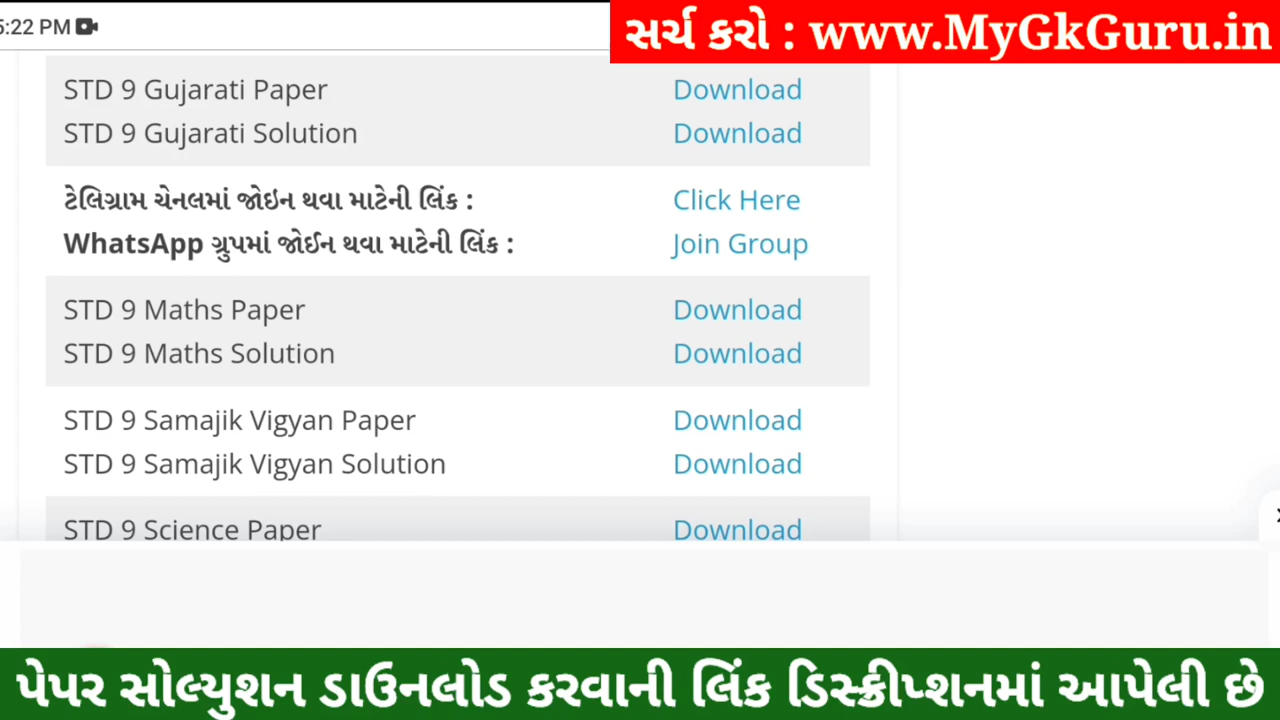 5:22 PM
સર્ચ કરો : www.MyGkGuru.in
STD 9 Gujarati Paper Download
STD 9 Gujarati Solution Download
ટેલિગ્રામ ચેનલમાં જોઇન થવા માટેની લિંક : Click Here
WhatsApp ગ્રુપમાં જોઈન થવા માટેની લિંક : Join Group
STD 9 Maths Paper Download
STD 9 Maths Solution Download
STD 9 Samajik Vigyan Paper Download
STD 9 Samajik Vigyan Solution Download
STD 9 Science Paper Download
પેપર સોલ્યુશન ડાઉનલોડ કરવાની લિંક ડિસ્ક્રીપ્શનમાં આપેલી છે